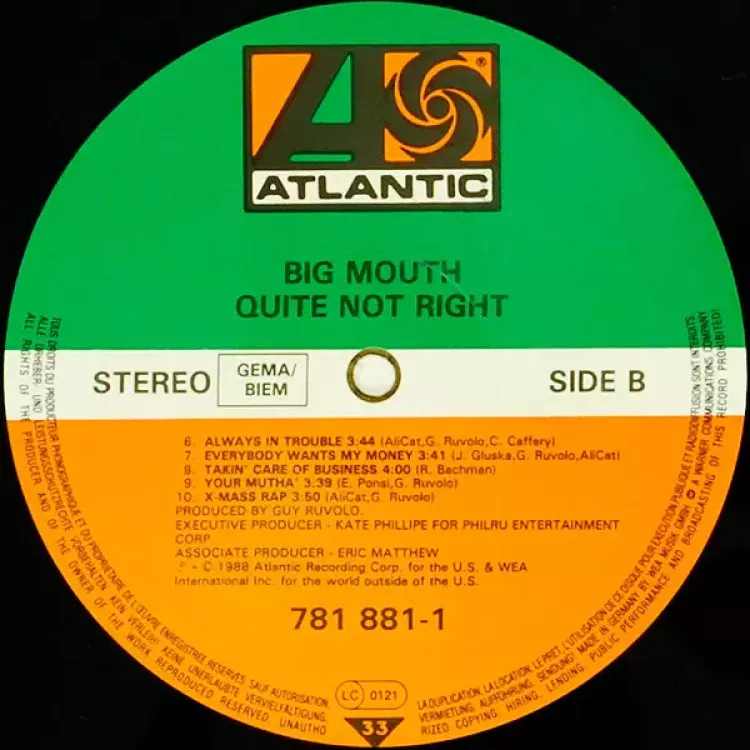 ATLANTIC
®
BIG MOUTH
QUITE NOT RIGHT
STEREO
GEMA/
BIEM
SIDE B
6. ALWAYS IN TROUBLE 3:44 (AliCat,G. Ruvolo,C. Caffery)
7. EVERYBODY WANTS MY MONEY 3:41 (J. Gluska,G. Ruvolo,AliCat)
8. TAKIN' CARE OF BUSINESS 4:00 (R. Bachman)
9. YOUR MUTHA' 3:39 (E. Ponsi,G. Ruvolo)
10. X-MASS RAP 3:50 (AliCat,G. Ruvolo)
PRODUCED BY GUY RUVOLO.
EXECUTIVE PRODUCER - KATE PHILLIPE FOR PHILRU ENTERTAINMENT
CORP.
ASSOCIATE PRODUCER - ERIC MATTHEW
℗ - © 1988 Atlantic Recording Corp. for the U.S. & WEA
International Inc. for the world outside of the U.S.
781 881-1
LC 0121
33
TOUS DROITS DU PRODUCTEUR PHONOGRAPHIQUE ET DU PROPRIETAIRE DE L'ŒUVRE ENREGISTREE RESERVES. SAUF AUTORISATION,
ALLE URHEBER- UND LEISTUNGSSCHUTZRECHTE VORBEHALTEN. KEIN VERLEIH! KEINE UNERLAUBTE VERVIELFÄLTIGUNG,
ALL RIGHTS OF THE PRODUCER AND OF THE OWNER OF THE WORK REPRODUCED RESERVED UNAUTHO
LA DUPLICATION, LA LOCATION, LE PRET, L'UTILISATION DE CE DISQUE POUR EXECUTION PUBLIQUE ET RADIODIFFUSION SONT INTERDITS.
VERMIETUNG, AUFFÜHRUNG, SENDUNG! MADE IN GERMANY BY WEA MUSIK GMBH A WARNER COMMUNICATIONS COMPANY
RIZED COPYING, HIRING, LENDING, PUBLIC PERFORMANCE AND BROADCASTING OF THIS RECORD PROHIBITED!